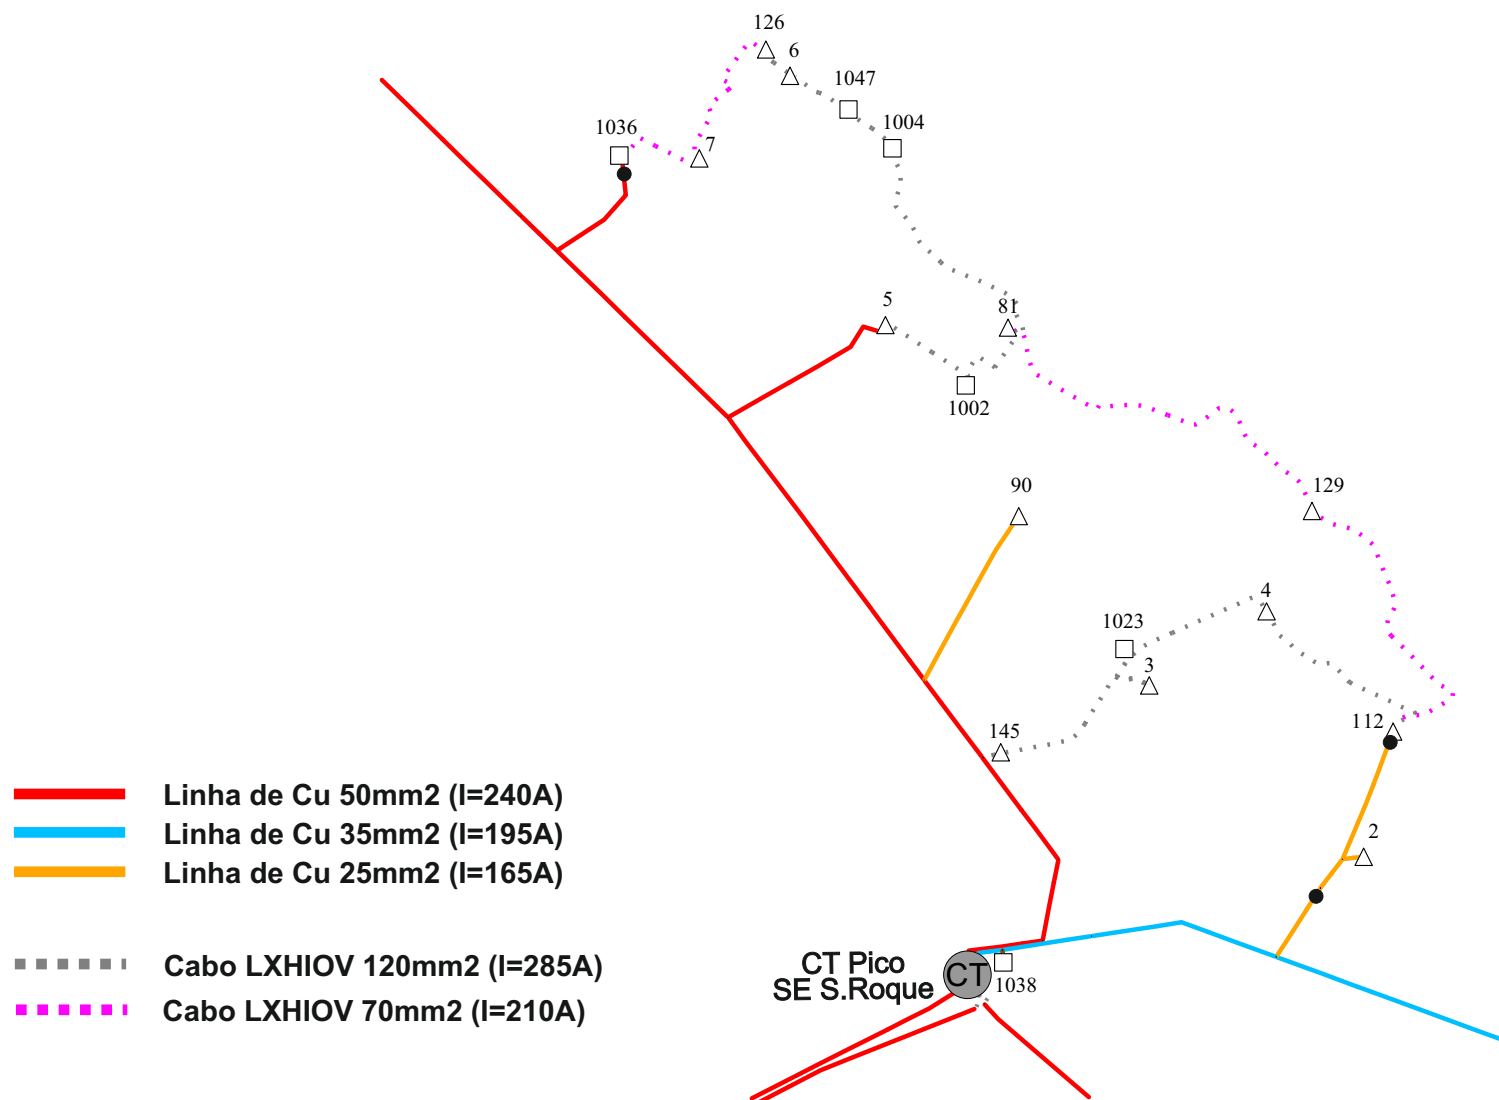 126
6
1047
1004
1036
7
5
81
1002
90
129
4
1023
3
145
112
2
Linha de Cu 50mm2 (I=240A)
Linha de Cu 35mm2 (I=195A)
Linha de Cu 25mm2 (I=165A)
Cabo LXHIOV 120mm2 (I=285A)
Cabo LXHIOV 70mm2 (I=210A)
CT Pico
SE S.Roque
CT
1038